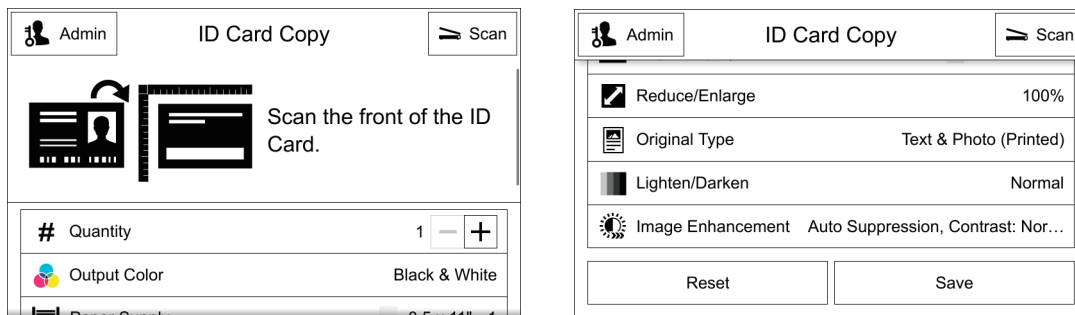 Admin
ID Card Copy
Scan
Scan the front of the ID
Card.
# Quantity 1 − +
Output Color Black & White
Admin
ID Card Copy
Scan
Reduce/Enlarge 100%
Original Type Text & Photo (Printed)
Lighten/Darken Normal
Image Enhancement Auto Suppression, Contrast: Nor…
Reset
Save